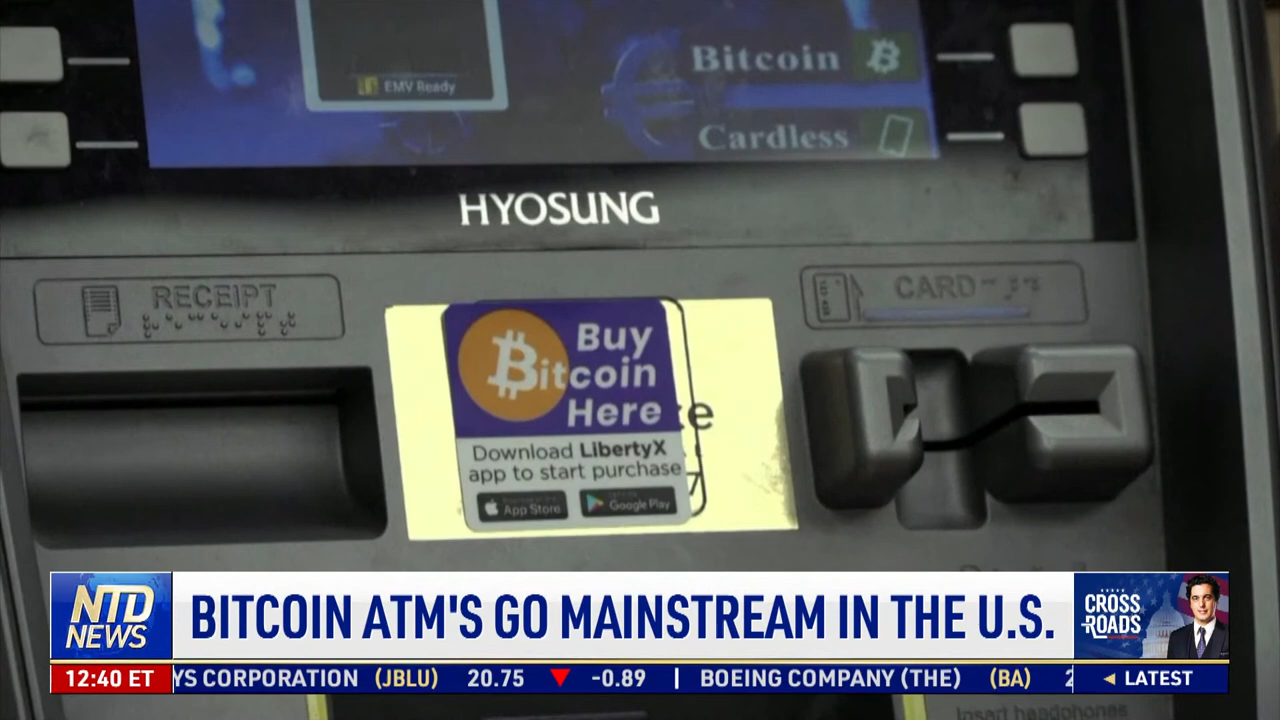 Bitcoin
EMV Ready
Cardless
HYOSUNG
RECEIPT
CARD
Buy
Bitcoin
Here
Download LibertyX
app to start purchase
App Store
Google Play
NTD
NEWS
BITCOIN ATM'S GO MAINSTREAM IN THE U.S.
CROSS
ROADS
12:40 ET
YS CORPORATION (JBLU) 20.75 ▼ -0.89 | BOEING COMPANY (THE) (BA)
◄ LATEST
Insert headphones